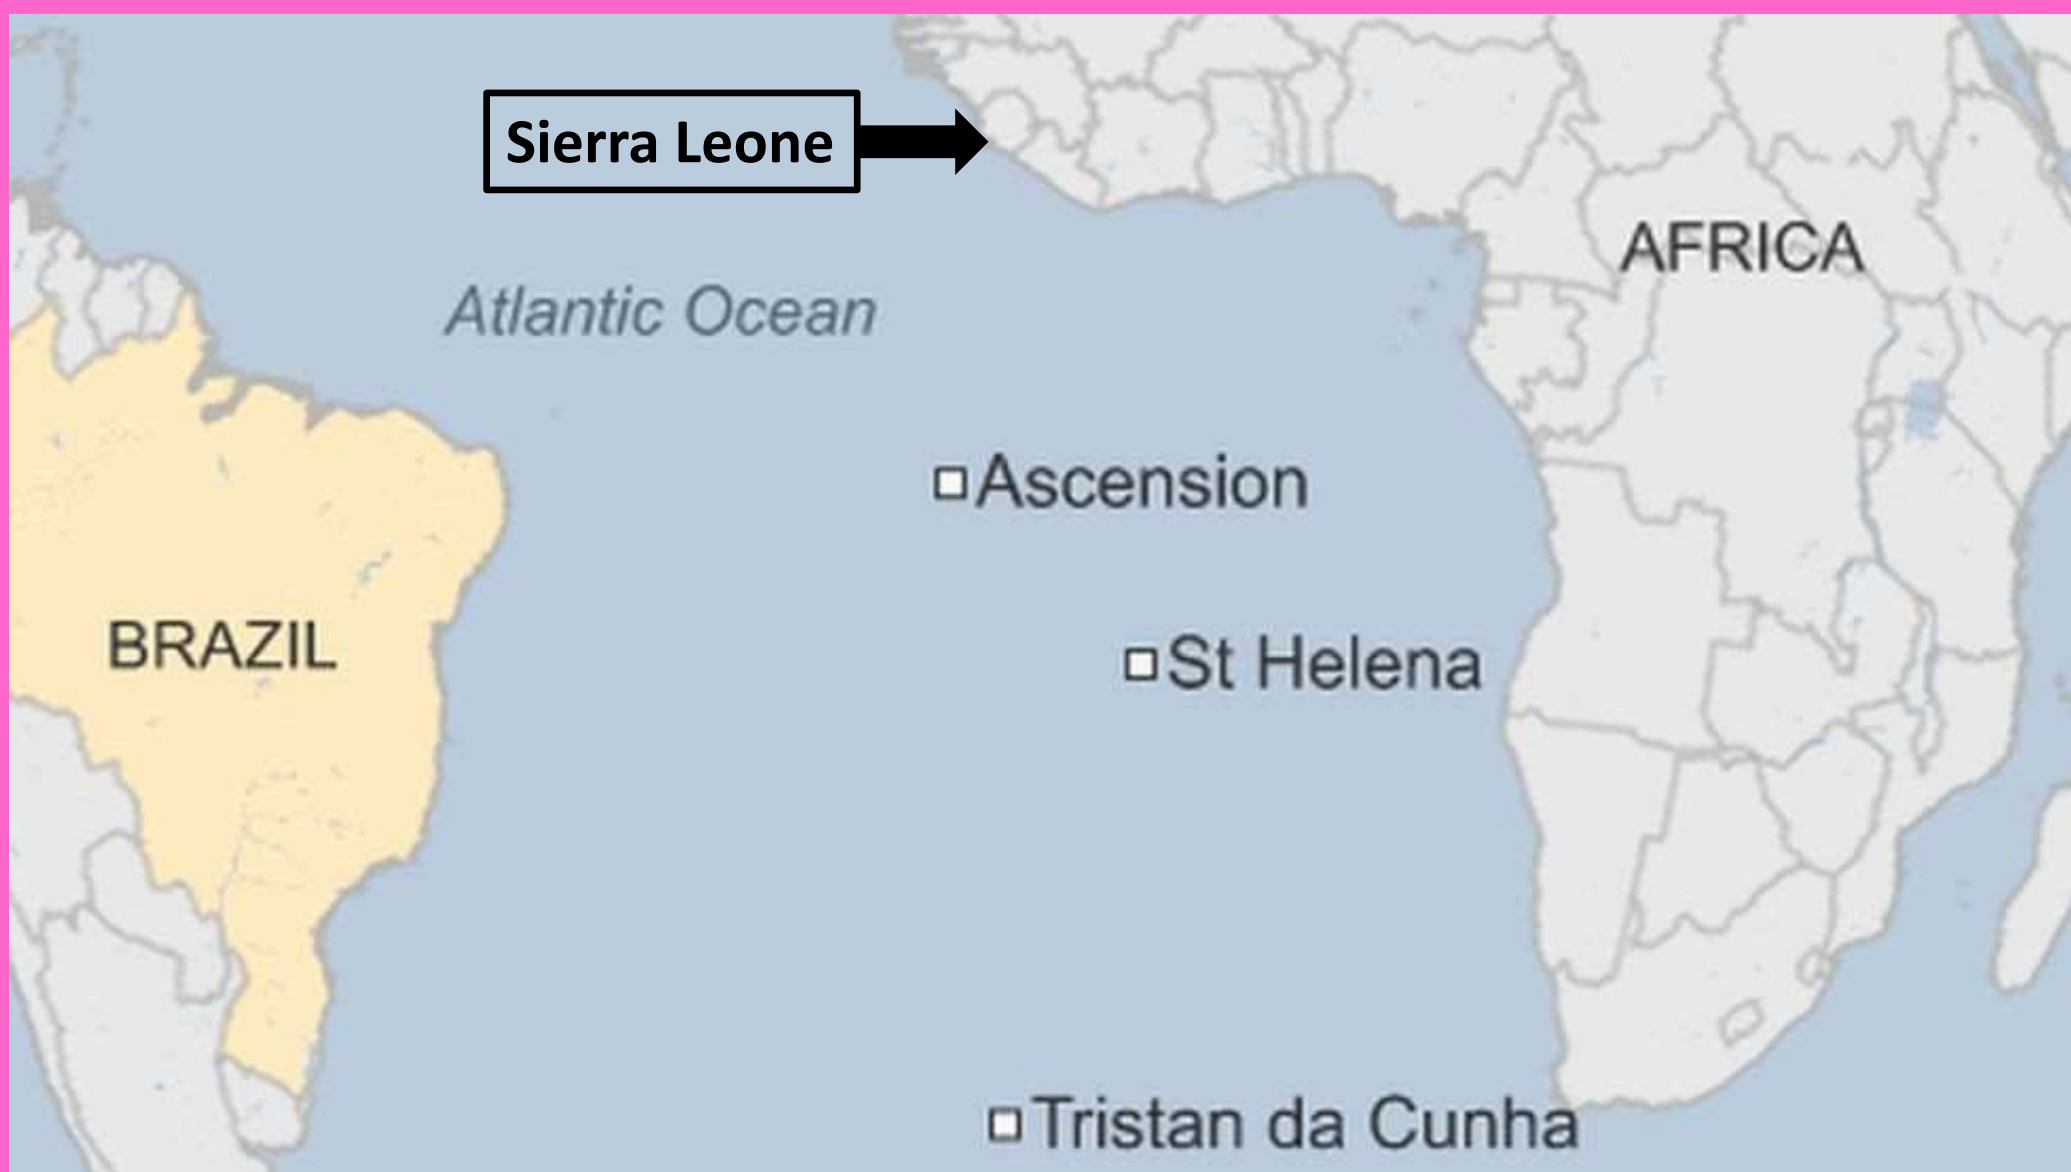 Sierra Leone
AFRICA
Atlantic Ocean
Ascension
BRAZIL
St Helena
Tristan da Cunha